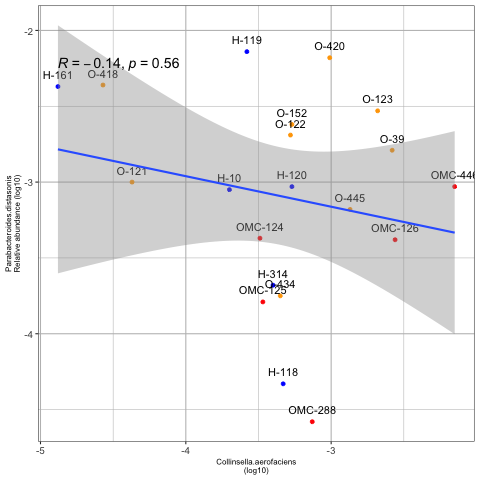 -2
H-119
O-420
R = −0.14, p = 0.56
H-161
O-418
O-123
O-152
O-122
O-39
-3
O-121
H-10
H-120
OMC-446
O-445
OMC-124
OMC-126
H-314
O-434
OMC-125
-4
H-118
OMC-288
-5
-4
-3
Collinsella.aerofaciens
(log10)
Parabacteroides.distasonis
Relative abundance (log10)